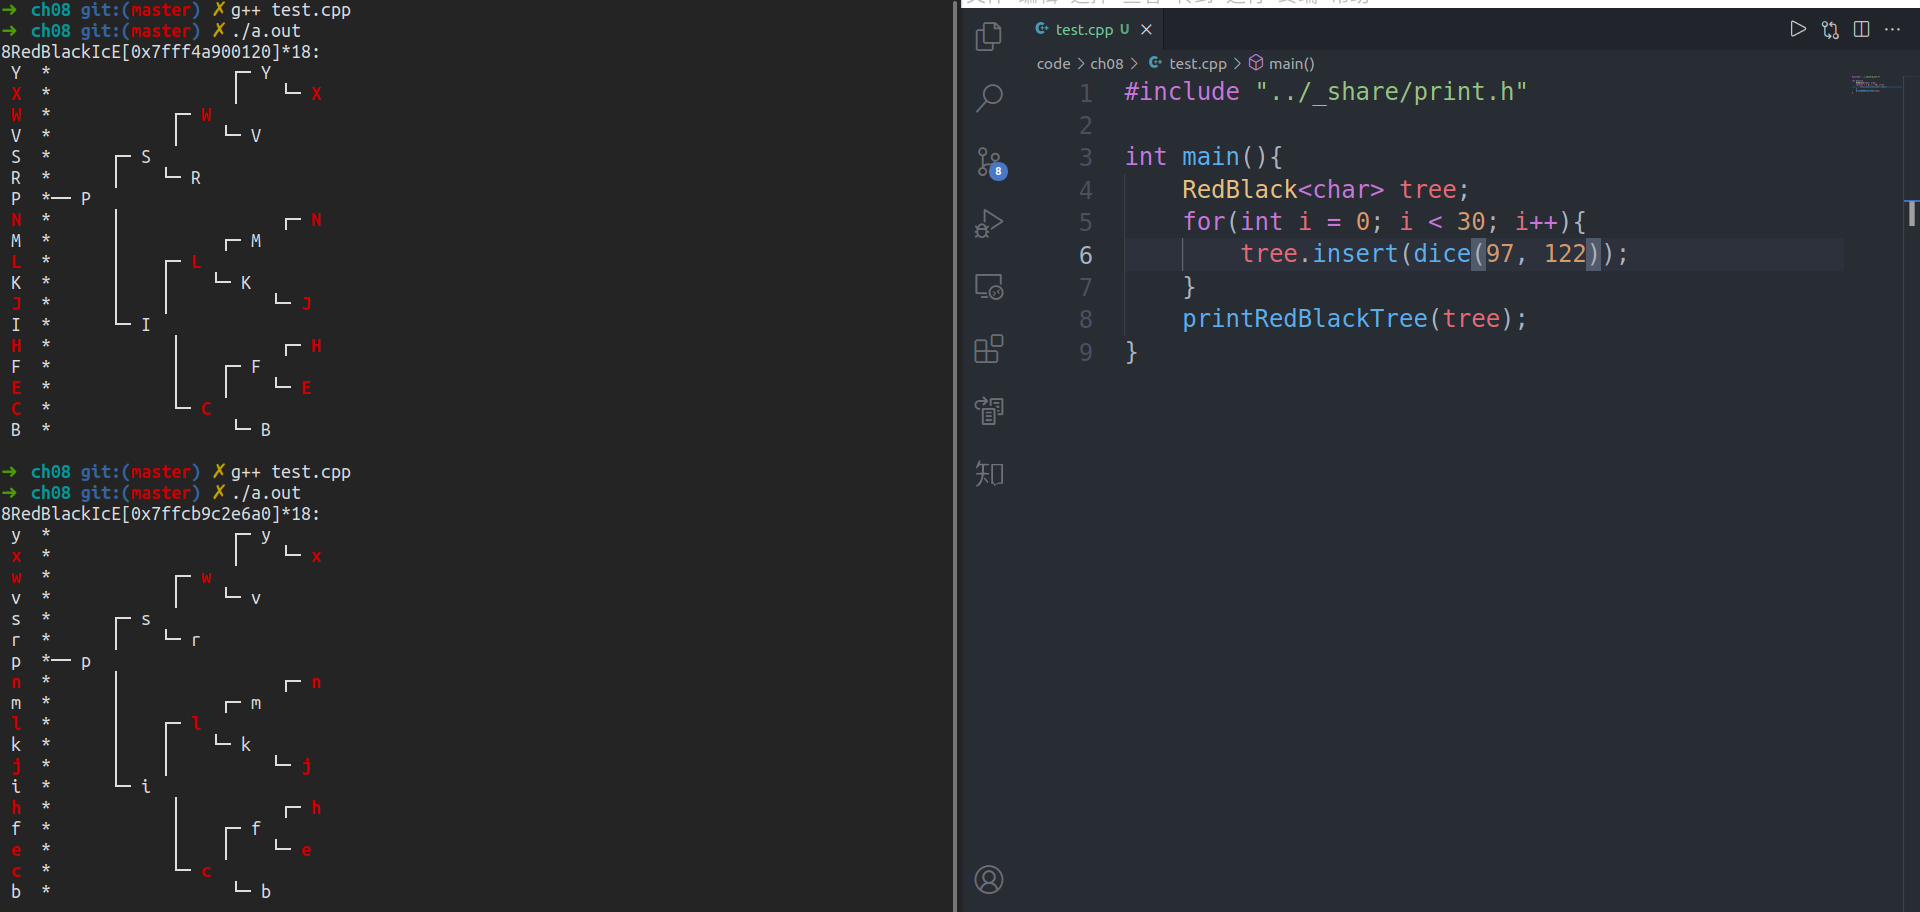 ➜ ch08 git:(master) ✗ g++ test.cpp
➜ ch08 git:(master) ✗ ./a.out
8RedBlackIcE[0x7fff4a900120]*18:
Y * ┌─ Y
X * └─ X
W * ┌─ W
V * └─ V
S * ┌─ S
R * └─ R
P *── P
N * ┌─ N
M * ┌─ M
L * ┌─ L
K * └─ K
J * └─ J
I * └─ I
H * ┌─ H
F * ┌─ F
E * └─ E
C * └─ C
B * └─ B
➜ ch08 git:(master) ✗ g++ test.cpp
➜ ch08 git:(master) ✗ ./a.out
8RedBlackIcE[0x7ffcb9c2e6a0]*18:
y * ┌─ y
x * └─ x
w * ┌─ w
v * └─ v
s * ┌─ s
r * └─ r
p *── p
n * ┌─ n
m * ┌─ m
l * ┌─ l
k * └─ k
j * └─ j
i * └─ i
h * ┌─ h
f * ┌─ f
e * └─ e
c * └─ c
b * └─ b
test.cpp U
code > ch08 > test.cpp > main()
1 #include "../_share/print.h"
2
3 int main(){
4 RedBlack<char> tree;
5 for(int i = 0; i < 30; i++){
6 tree.insert(dice(97, 122));
7 }
8 printRedBlackTree(tree);
9 }
8
知